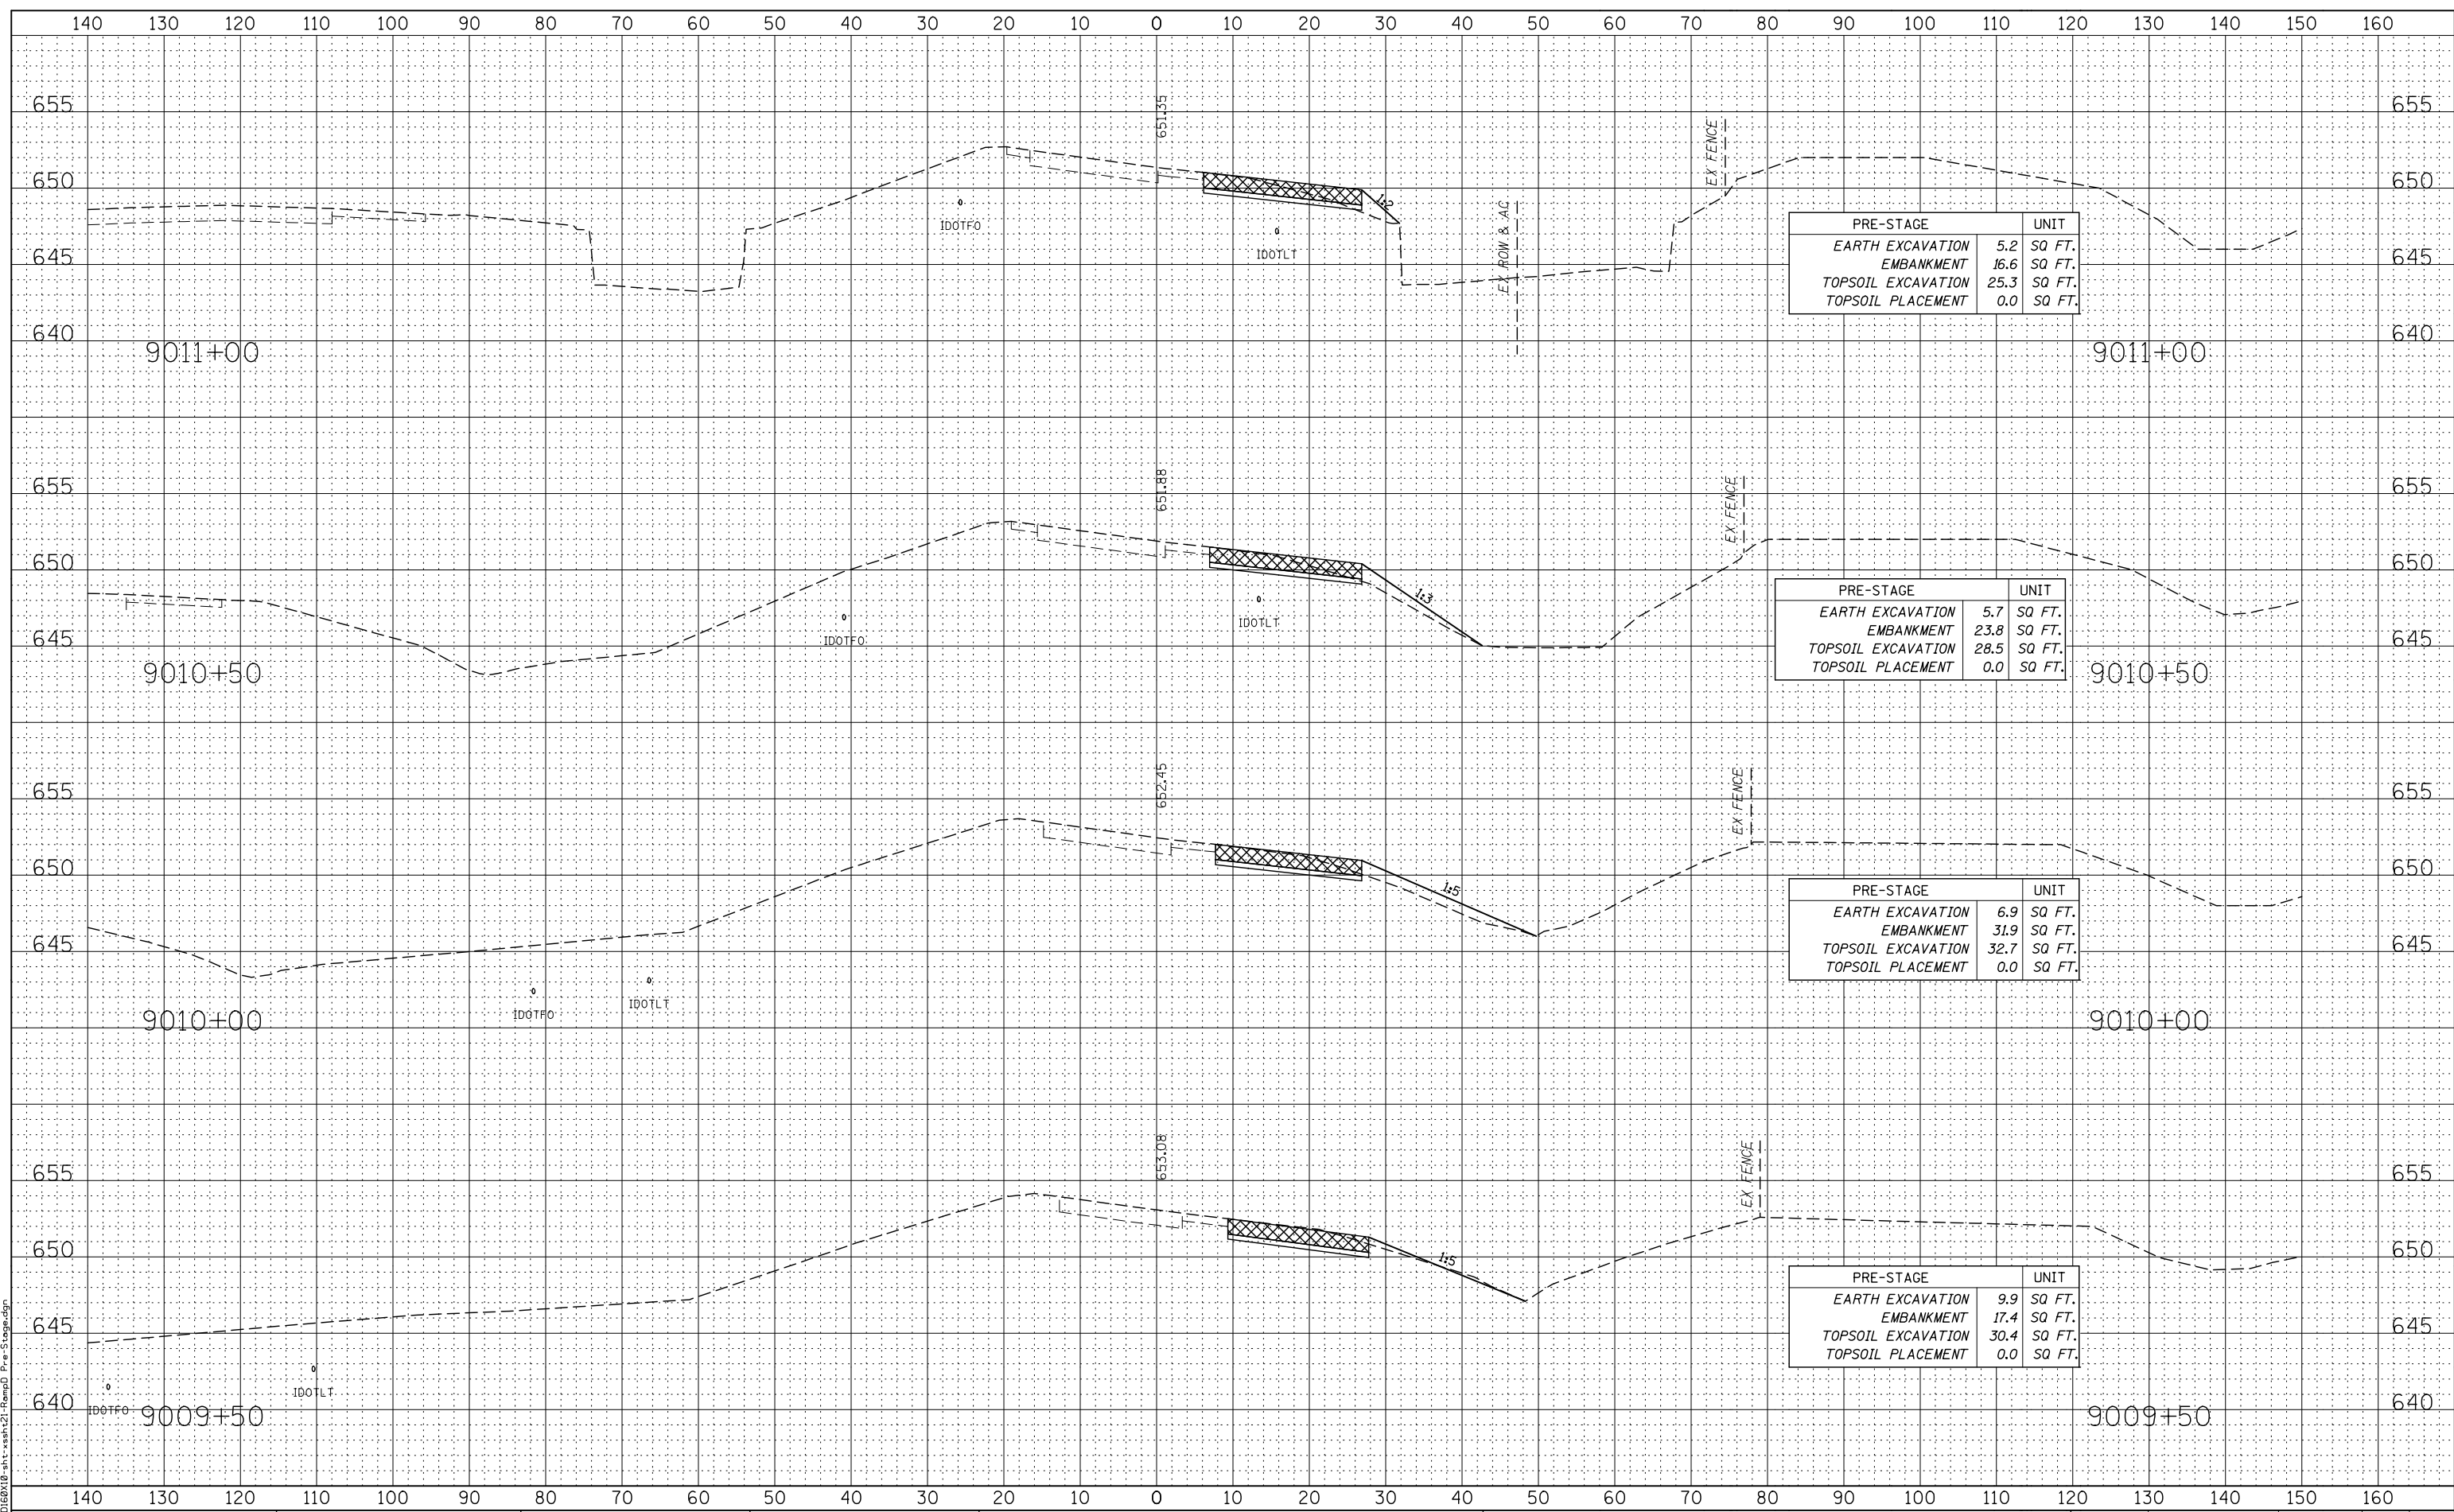 140 130 120 110 100 90 80 70 60 50 40 30 20 10 0 10 20 30 40 50 60 70 80 90 100 110 120 130 140 150 160
655 651.35 655
EX FENCE
650 1:2 650
IDOTFO
IDOTLT
EX ROW & AC
645 645
PRE-STAGE UNIT
EARTH EXCAVATION 5.2 SQ FT.
EMBANKMENT 16.6 SQ FT.
TOPSOIL EXCAVATION 25.3 SQ FT.
TOPSOIL PLACEMENT 0.0 SQ FT.
640 640
9011+00 9011+00
655 651.88 655
EX FENCE
650 650
1:3
IDOTFO
IDOTLT
645 645
PRE-STAGE UNIT
EARTH EXCAVATION 5.7 SQ FT.
EMBANKMENT 23.8 SQ FT.
TOPSOIL EXCAVATION 28.5 SQ FT.
TOPSOIL PLACEMENT 0.0 SQ FT.
9010+50 9010+50
655 652.45 655
EX FENCE
650 650
1:5
PRE-STAGE UNIT
EARTH EXCAVATION 6.9 SQ FT.
EMBANKMENT 31.9 SQ FT.
TOPSOIL EXCAVATION 32.7 SQ FT.
TOPSOIL PLACEMENT 0.0 SQ FT.
645 645
IDOTFO
IDOTLT
9010+00 9010+00
655 653.08 655
EX FENCE
650 650
1:5
PRE-STAGE UNIT
EARTH EXCAVATION 9.9 SQ FT.
EMBANKMENT 17.4 SQ FT.
TOPSOIL EXCAVATION 30.4 SQ FT.
TOPSOIL PLACEMENT 0.0 SQ FT.
645 645
IDOTLT
640 IDOTFO 640
9009+50 9009+50
140 130 120 110 100 90 80 70 60 50 40 30 20 10 0 10 20 30 40 50 60 70 80 90 100 110 120 130 140 150 160
D160X10-sht-xssht21-RampD Pre-Stage.dgn